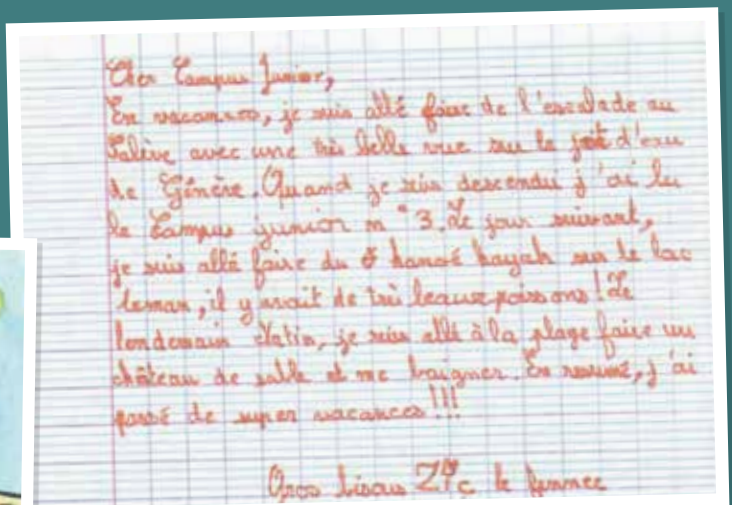 Cher Campus Junior,
En vacances, je suis allé faire de l'escalade au
Salève avec une très belle vue sur le jet d'eau
de Genève. Quand je suis descendu j'ai lu
le Campus junior n°3. Le jour suivant,
je suis allé faire du kanoé kayak sur le lac
Leman, il y avait de très beaux poissons ! Le
lendemain matin, je suis allé à la plage faire un
château de sable et me baigner. En resumé, j'ai
passé de super vacances !!!
Gros bisous le fennec